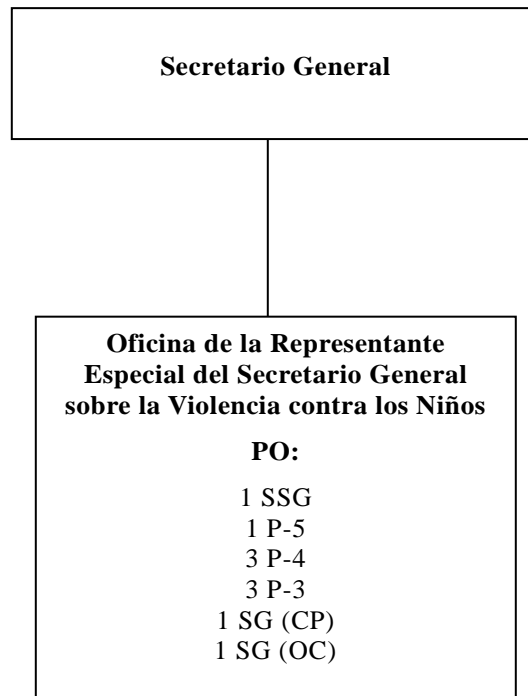 Secretario General
Oficina de la Representante
Especial del Secretario General
sobre la Violencia contra los Niños
PO:
1 SSG
1 P-5
3 P-4
3 P-3
1 SG (CP)
1 SG (OC)